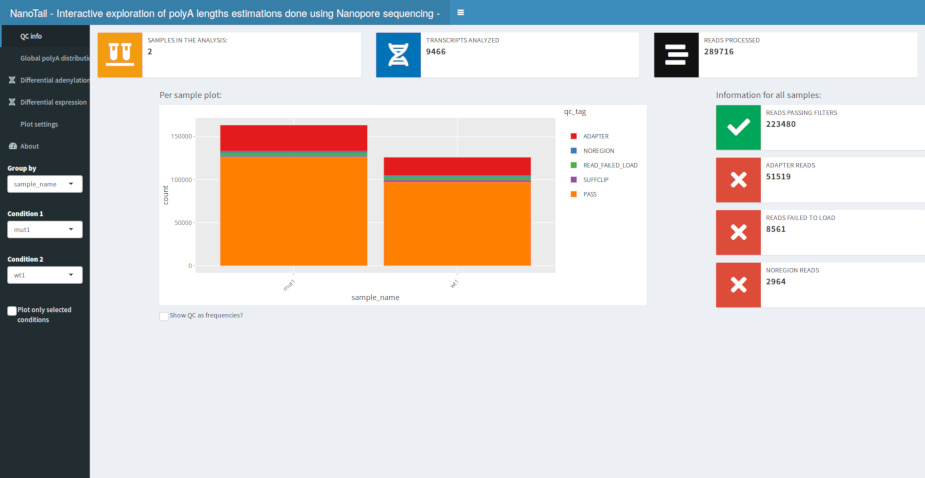 NanoTail - Interactive exploration of polyA lengths estimations done using Nanopore sequencing -
QC info
Global polyA distributic
Differential adenylation
Differential expression
Plot settings
About
Group by
sample_name
Condition 1
mut1
Condition 2
wt1
Plot only selected
conditions
SAMPLES IN THE ANALYSIS:
2
TRANSCRIPTS ANALYZED
9466
READS PROCESSED
289716
Per sample plot:
qc_tag
ADAPTER
NOREGION
READ_FAILED_LOAD
SUFFCLIP
PASS
count
150000
100000
50000
0
mut1
wt1
sample_name
Show QC as frequencies?
Information for all samples:
READS PASSING FILTERS
223480
ADAPTER READS
51519
READS FAILED TO LOAD
8561
NOREGION READS
2964